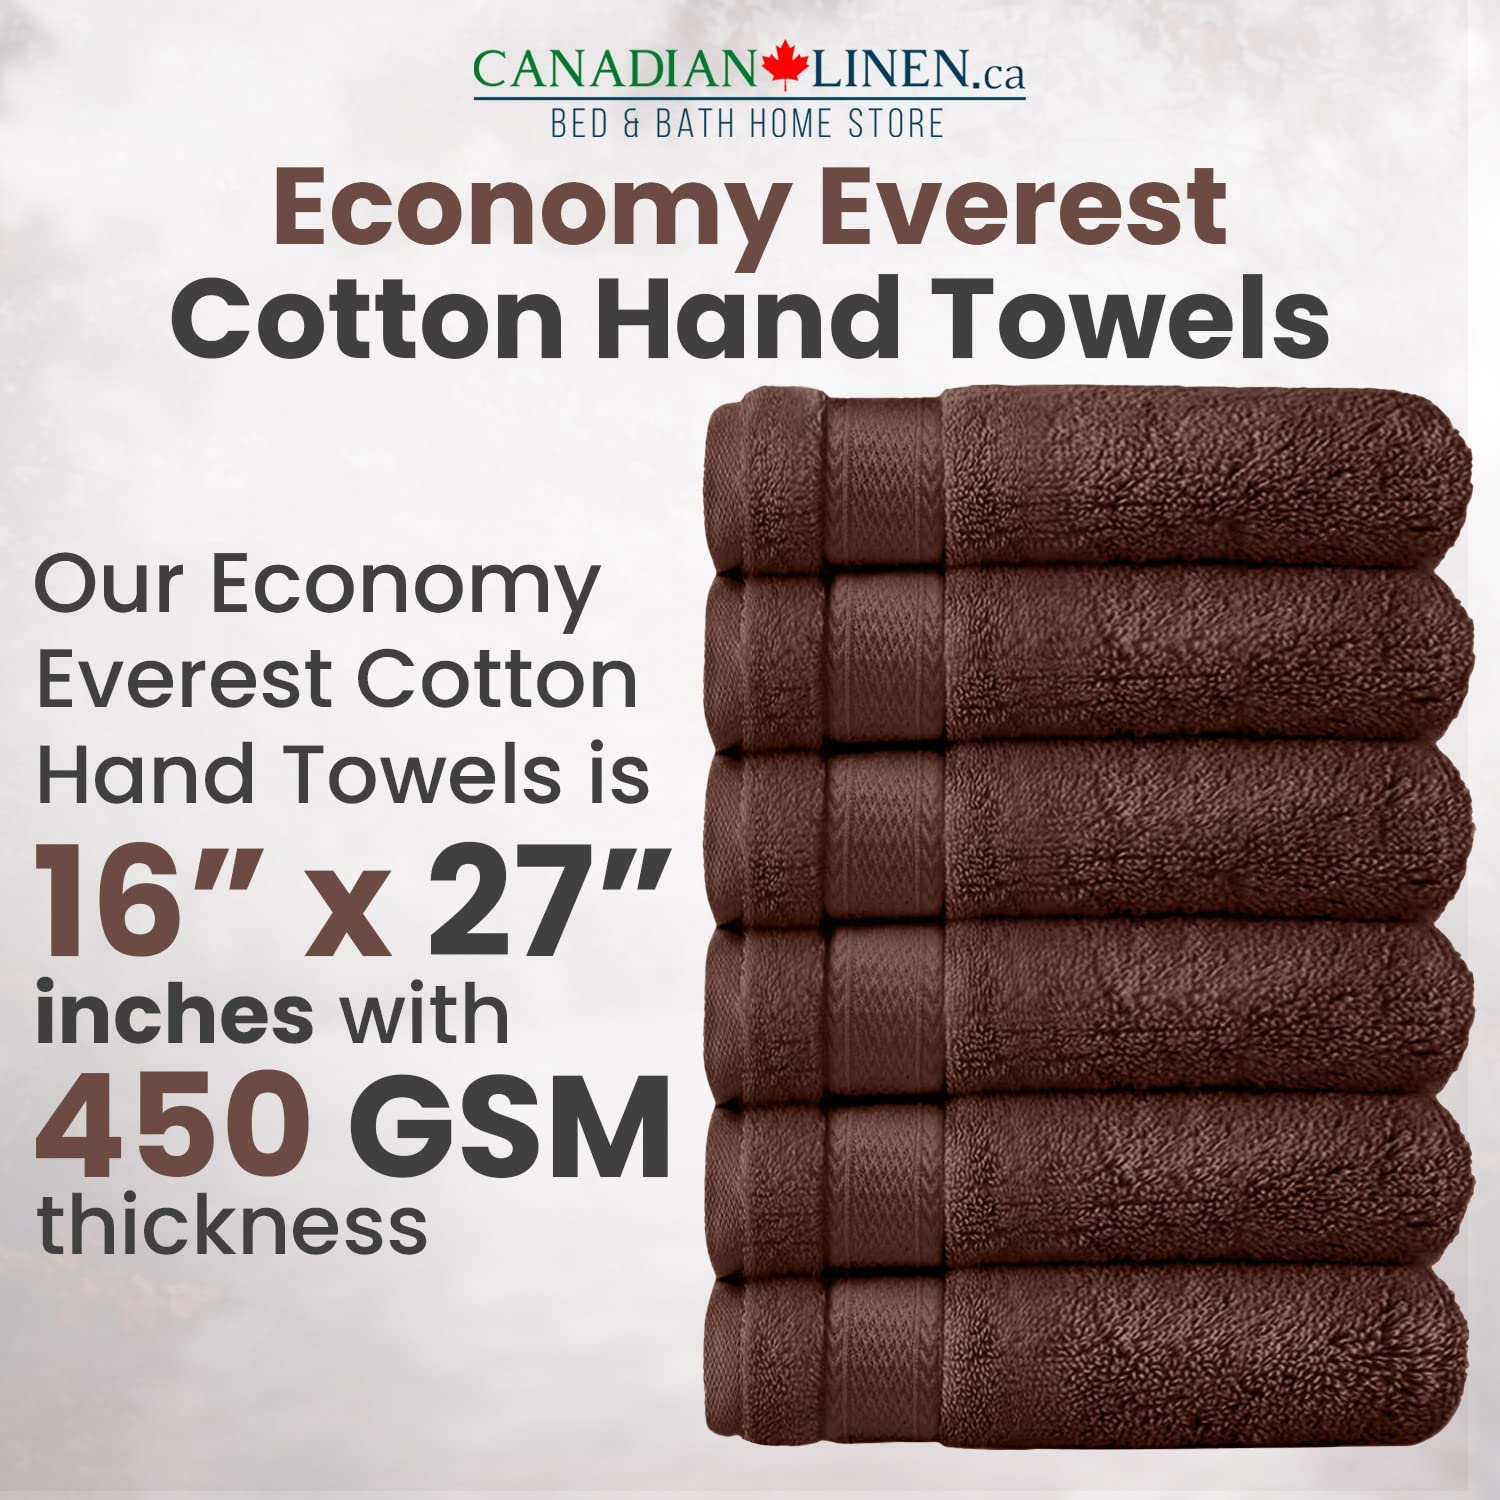 CANADIAN LINEN.ca
BED & BATH HOME STORE
Economy Everest
Cotton Hand Towels
Our Economy
Everest Cotton
Hand Towels is
16” x 27”
inches with
450 GSM
thickness